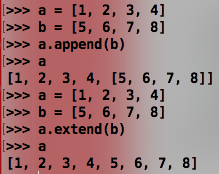 [>>> a = [1, 2, 3, 4]
[>>> b = [5, 6, 7, 8]
[>>> a.append(b)
[>>> a
[1, 2, 3, 4, [5, 6, 7, 8]]
[>>> a = [1, 2, 3, 4]
[>>> b = [5, 6, 7, 8]
[>>> a.extend(b)
[>>> a
[1, 2, 3, 4, 5, 6, 7, 8]